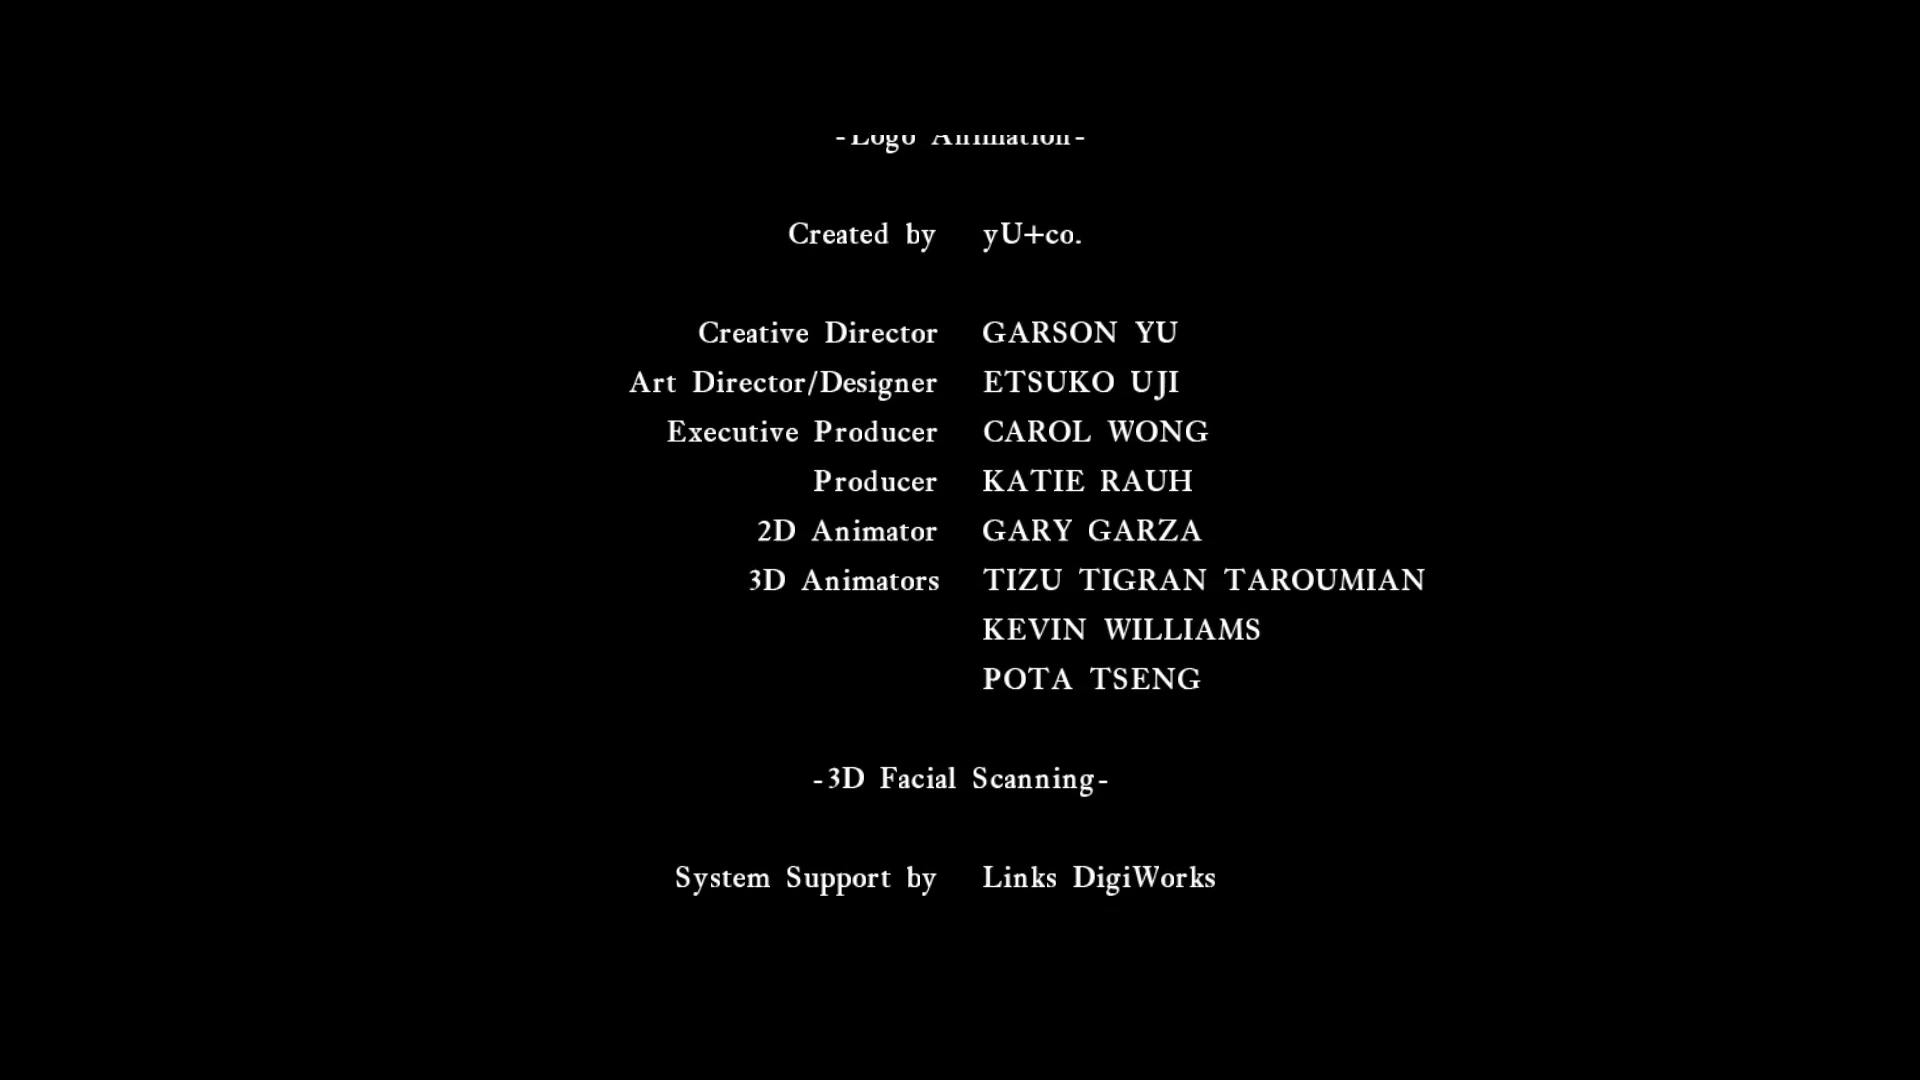 -Logo Animation-
Created by yU+co.
Creative Director GARSON YU
Art Director/Designer ETSUKO UJI
Executive Producer CAROL WONG
Producer KATIE RAUH
2D Animator GARY GARZA
3D Animators TIZU TIGRAN TAROUMIAN
KEVIN WILLIAMS
POTA TSENG
-3D Facial Scanning-
System Support by Links DigiWorks